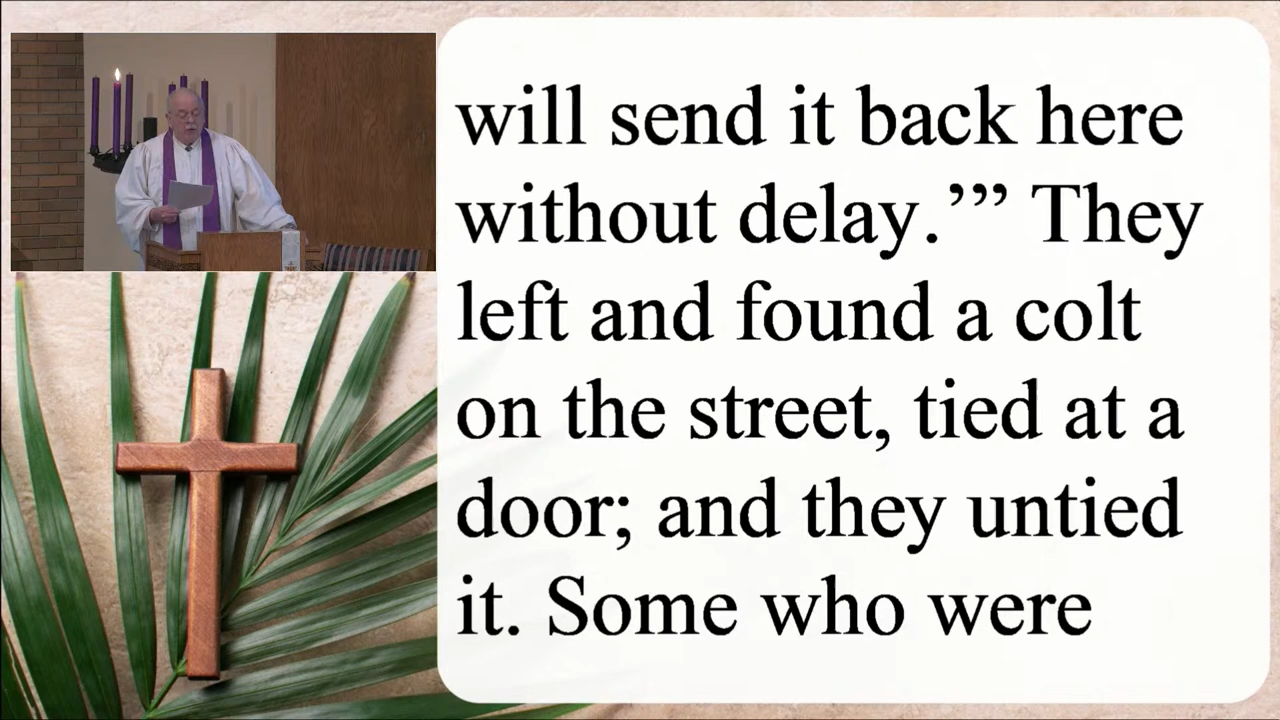 will send it back here
without delay.’” They
left and found a colt
on the street, tied at a
door; and they untied
it. Some who were